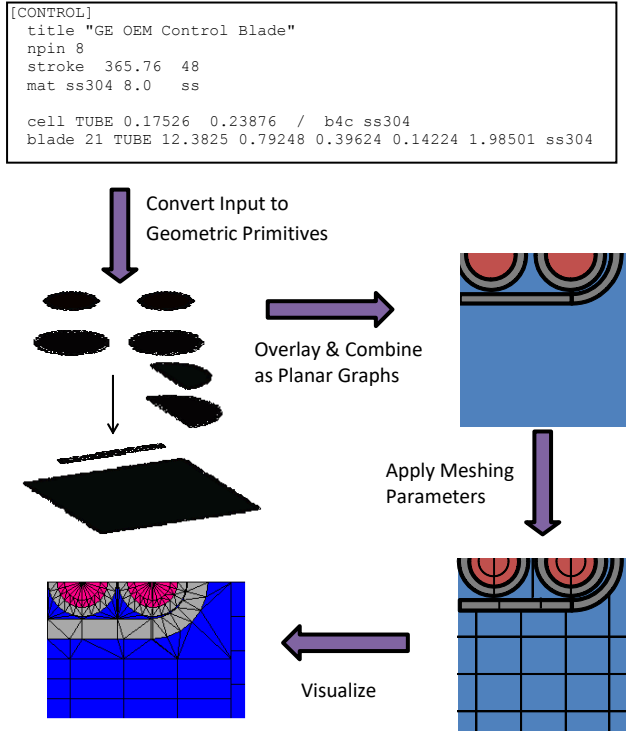 [CONTROL]
title "GE OEM Control Blade"
npin 8
stroke 365.76 48
mat ss304 8.0 ss
cell TUBE 0.17526 0.23876 / b4c ss304
blade 21 TUBE 12.3825 0.79248 0.39624 0.14224 1.98501 ss304
Convert Input to
Geometric Primitives
Overlay & Combine
as Planar Graphs
Apply Meshing
Parameters
Visualize